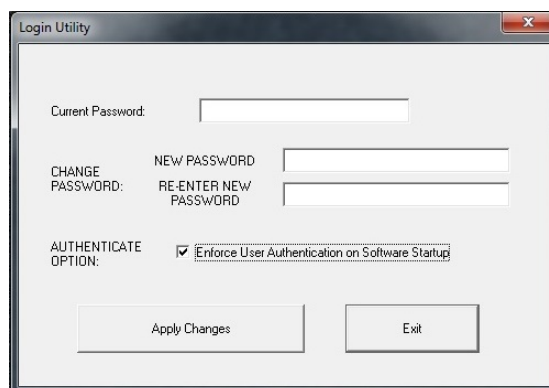 Login Utility
Current Password:
NEW PASSWORD
CHANGE
PASSWORD:
RE-ENTER NEW
PASSWORD
AUTHENTICATE
OPTION:
Enforce User Authentication on Software Startup
Apply Changes
Exit